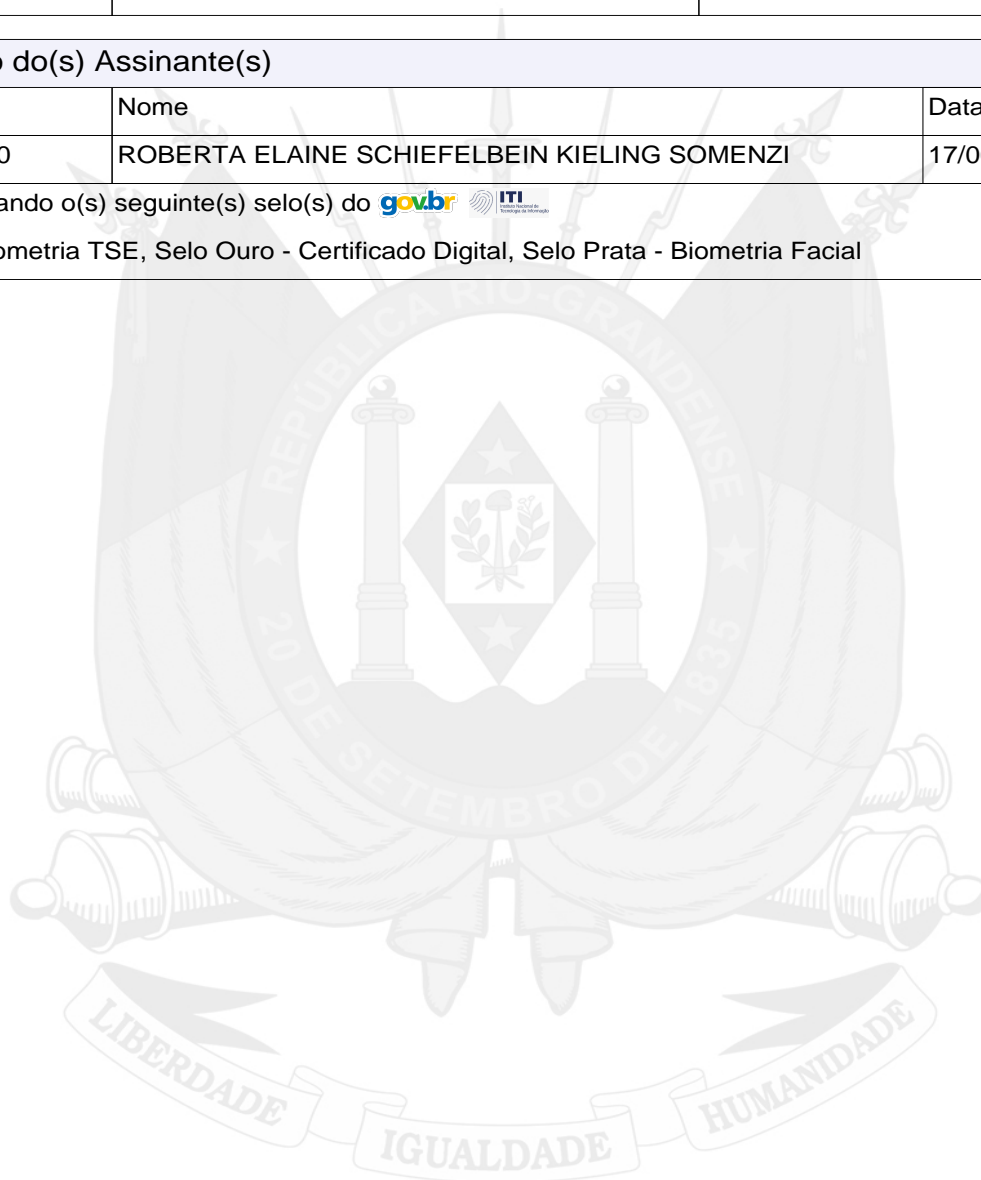 o do(s) Assinante(s)
Nome Data
0 ROBERTA ELAINE SCHIEFELBEIN KIELING SOMENZI 17/0
ando o(s) seguinte(s) selo(s) do gov.br ITI
ometria TSE, Selo Ouro - Certificado Digital, Selo Prata - Biometria Facial
REPÚBLICA RIO-GRANDENSE
20 DE SETEMBRO DE 1835
LIBERDADE IGUALDADE HUMANIDADE